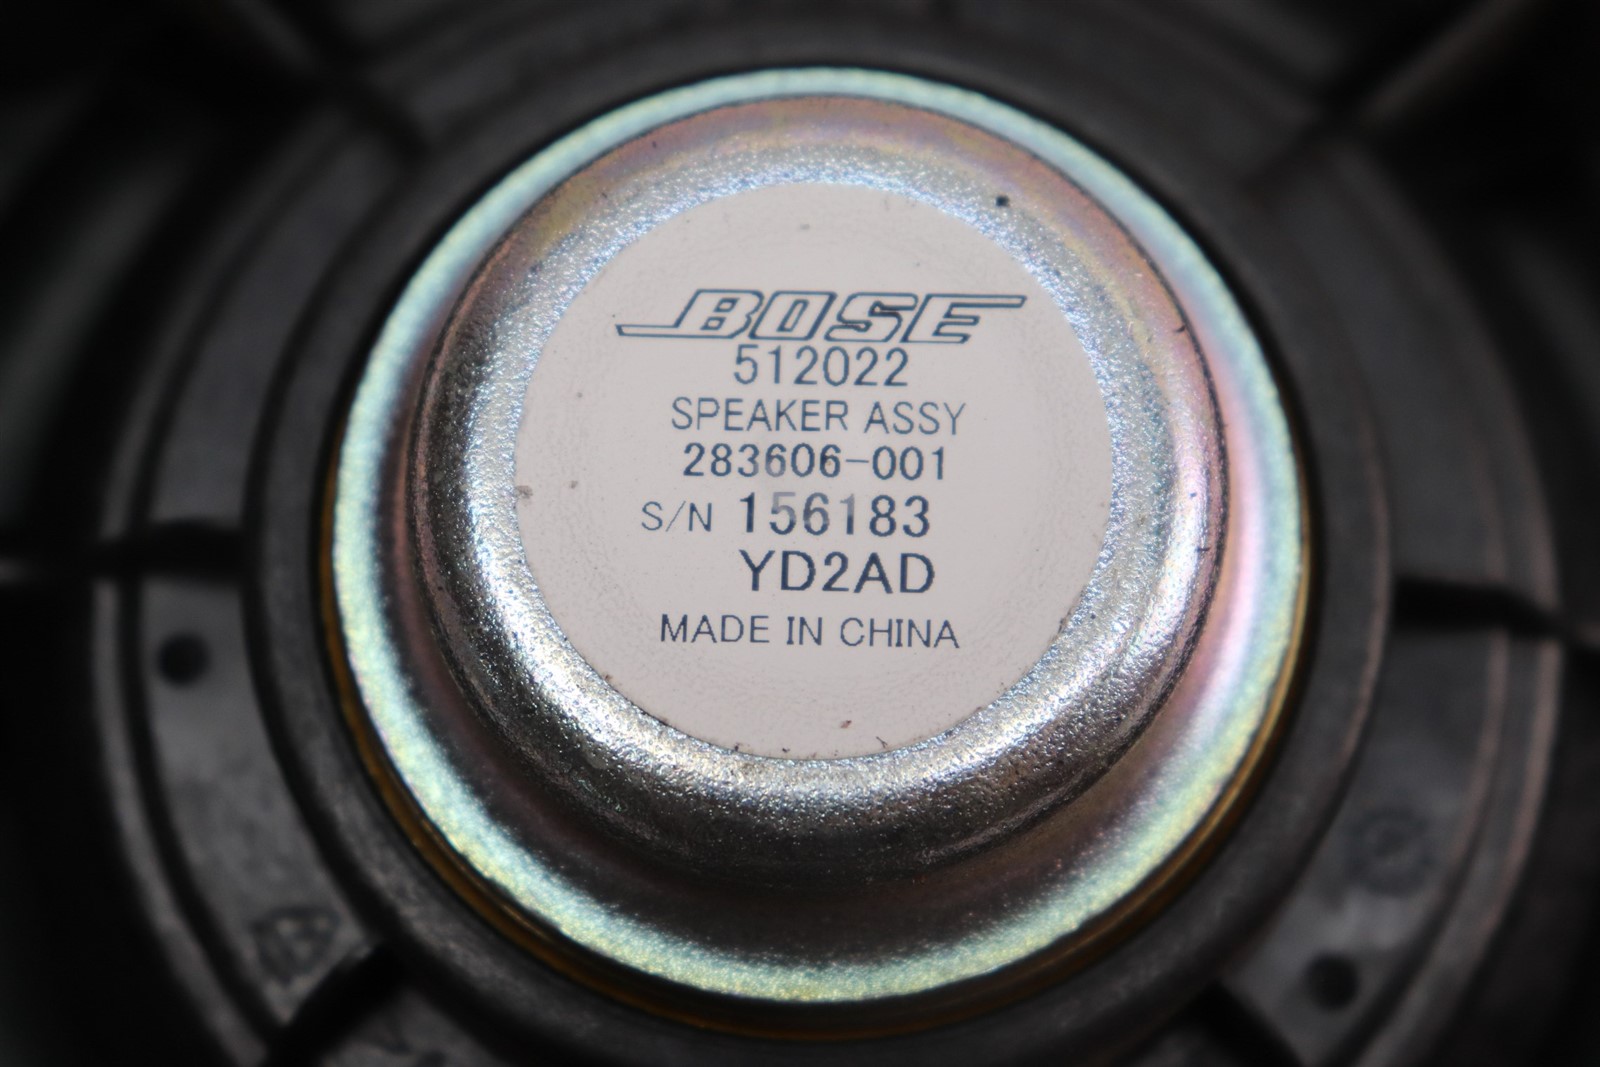 BOSE
512022
SPEAKER ASSY
283606-001
S/N 156183
YD2AD
MADE IN CHINA